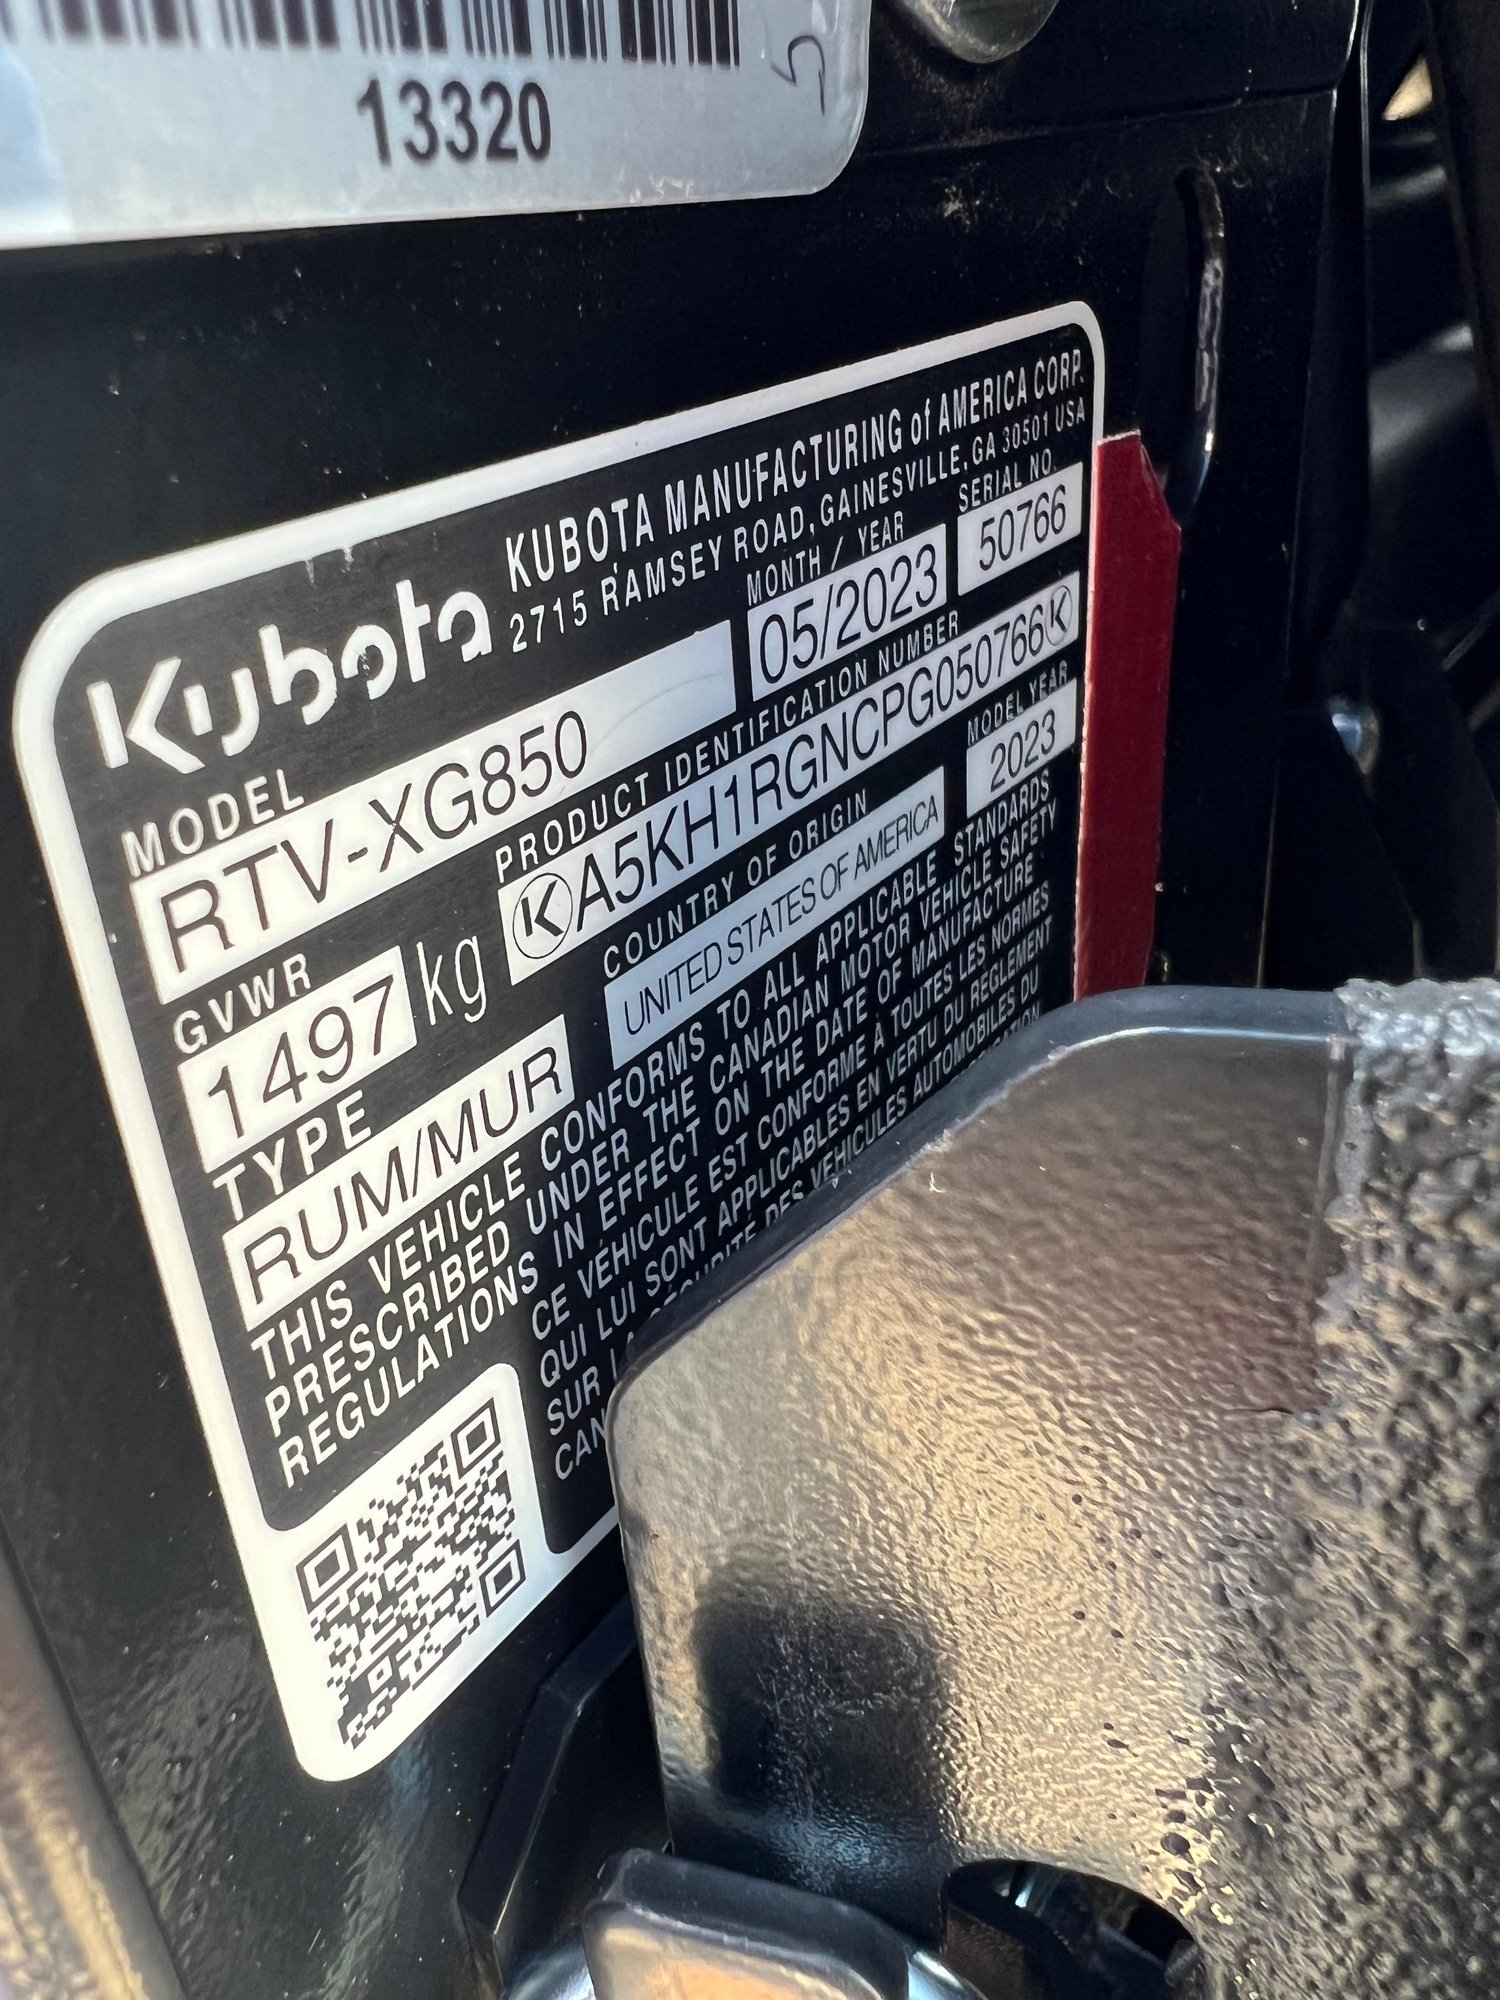 5
13320
Kubota
KUBOTA MANUFACTURING of AMERICA CORP.
2715 RAMSEY ROAD, GAINESVILLE, GA 30501 USA
MODEL
RTV-XG850
MONTH / YEAR
05/2023
SERIAL NO.
50766
GVWR
1497 kg
PRODUCT IDENTIFICATION NUMBER
K A5KH1RGNCPG050766 K
TYPE
RUM/MUR
COUNTRY OF ORIGIN
UNITED STATES OF AMERICA
MODEL YEAR
2023
THIS VEHICLE CONFORMS TO ALL APPLICABLE STANDARDS
PRESCRIBED UNDER THE CANADIAN MOTOR VEHICLE SAFETY
REGULATIONS IN EFFECT ON THE DATE OF MANUFACTURE
CE VÉHICULE EST CONFORME À TOUTES LES NORMES
QUI LUI SONT APPLICABLES EN VERTU DU RÈGLEMENT
SUR DES VÉHICULES AUTOMOBILES DU
CAN